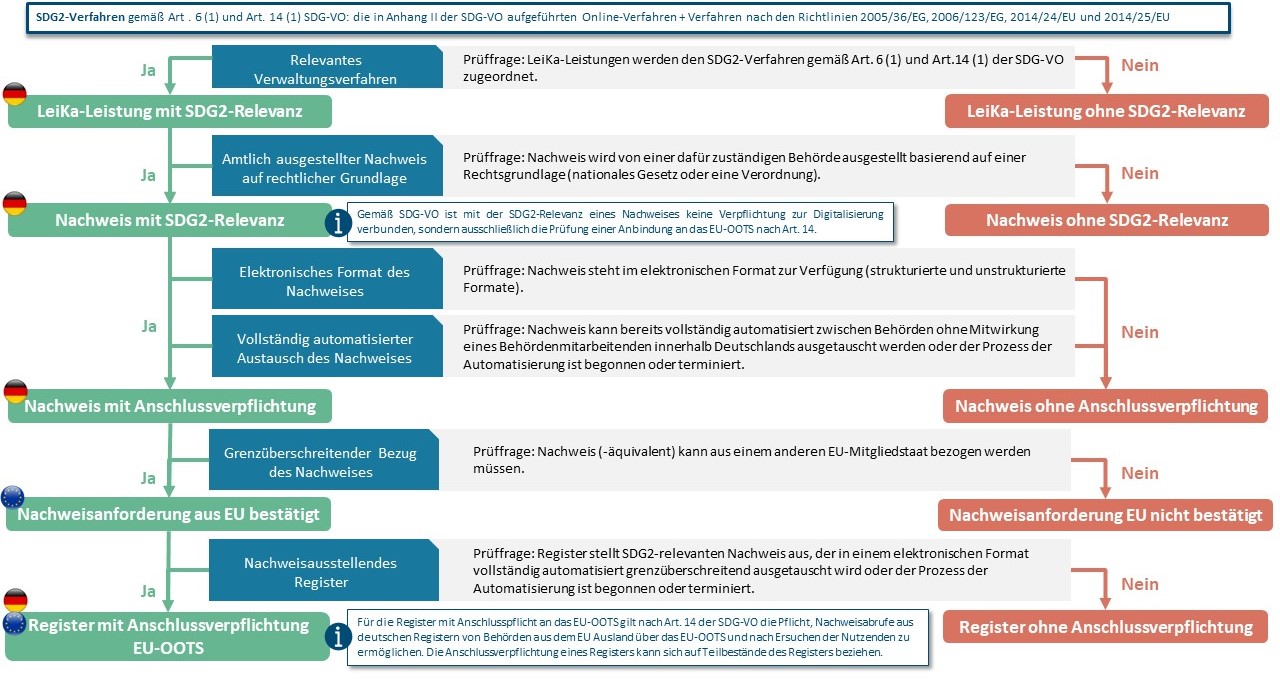 SDG2-Verfahren gemäß Art . 6 (1) und Art. 14 (1) SDG-VO: die in Anhang II der SDG-VO aufgeführten Online-Verfahren + Verfahren nach den Richtlinien 2005/36/EG, 2006/123/EG, 2014/24/EU und 2014/25/EU
Ja
Relevantes
Verwaltungsverfahren
Prüffrage: LeiKa-Leistungen werden den SDG2-Verfahren gemäß Art. 6 (1) und Art.14 (1) der SDG-VO
zugeordnet.
Nein
LeiKa-Leistung mit SDG2-Relevanz
LeiKa-Leistung ohne SDG2-Relevanz
Ja
Amtlich ausgestellter Nachweis
auf rechtlicher Grundlage
Prüffrage: Nachweis wird von einer dafür zuständigen Behörde ausgestellt basierend auf einer
Rechtsgrundlage (nationales Gesetz oder eine Verordnung).
Nein
Nachweis mit SDG2-Relevanz
i
Gemäß SDG-VO ist mit der SDG2-Relevanz eines Nachweises keine Verpflichtung zur Digitalisierung
verbunden, sondern ausschließlich die Prüfung einer Anbindung an das EU-OOTS nach Art. 14.
Nachweis ohne SDG2-Relevanz
Elektronisches Format des
Nachweises
Prüffrage: Nachweis steht im elektronischen Format zur Verfügung (strukturierte und unstrukturierte
Formate).
Ja
Nein
Vollständig automatisierter
Austausch des Nachweises
Prüffrage: Nachweis kann bereits vollständig automatisiert zwischen Behörden ohne Mitwirkung
eines Behördenmitarbeitenden innerhalb Deutschlands ausgetauscht werden oder der Prozess der
Automatisierung ist begonnen oder terminiert.
Nachweis mit Anschlussverpflichtung
Nachweis ohne Anschlussverpflichtung
Ja
Grenzüberschreitender Bezug
des Nachweises
Prüffrage: Nachweis (-äquivalent) kann aus einem anderen EU-Mitgliedstaat bezogen werden
müssen.
Nein
Nachweisanforderung aus EU bestätigt
Nachweisanforderung EU nicht bestätigt
Ja
Nachweisausstellendes
Register
Prüffrage: Register stellt SDG2-relevanten Nachweis aus, der in einem elektronischen Format
vollständig automatisiert grenzüberschreitend ausgetauscht wird oder der Prozess der
Automatisierung ist begonnen oder terminiert.
Nein
Register mit Anschlussverpflichtung
EU-OOTS
i
Für die Register mit Anschlusspflicht an das EU-OOTS gilt nach Art. 14 der SDG-VO die Pflicht, Nachweisabrufe aus
deutschen Registern von Behörden aus dem EU Ausland über das EU-OOTS und nach Ersuchen der Nutzenden zu
ermöglichen. Die Anschlussverpflichtung eines Registers kann sich auf Teilbestände des Registers beziehen.
Register ohne Anschlussverpflichtung